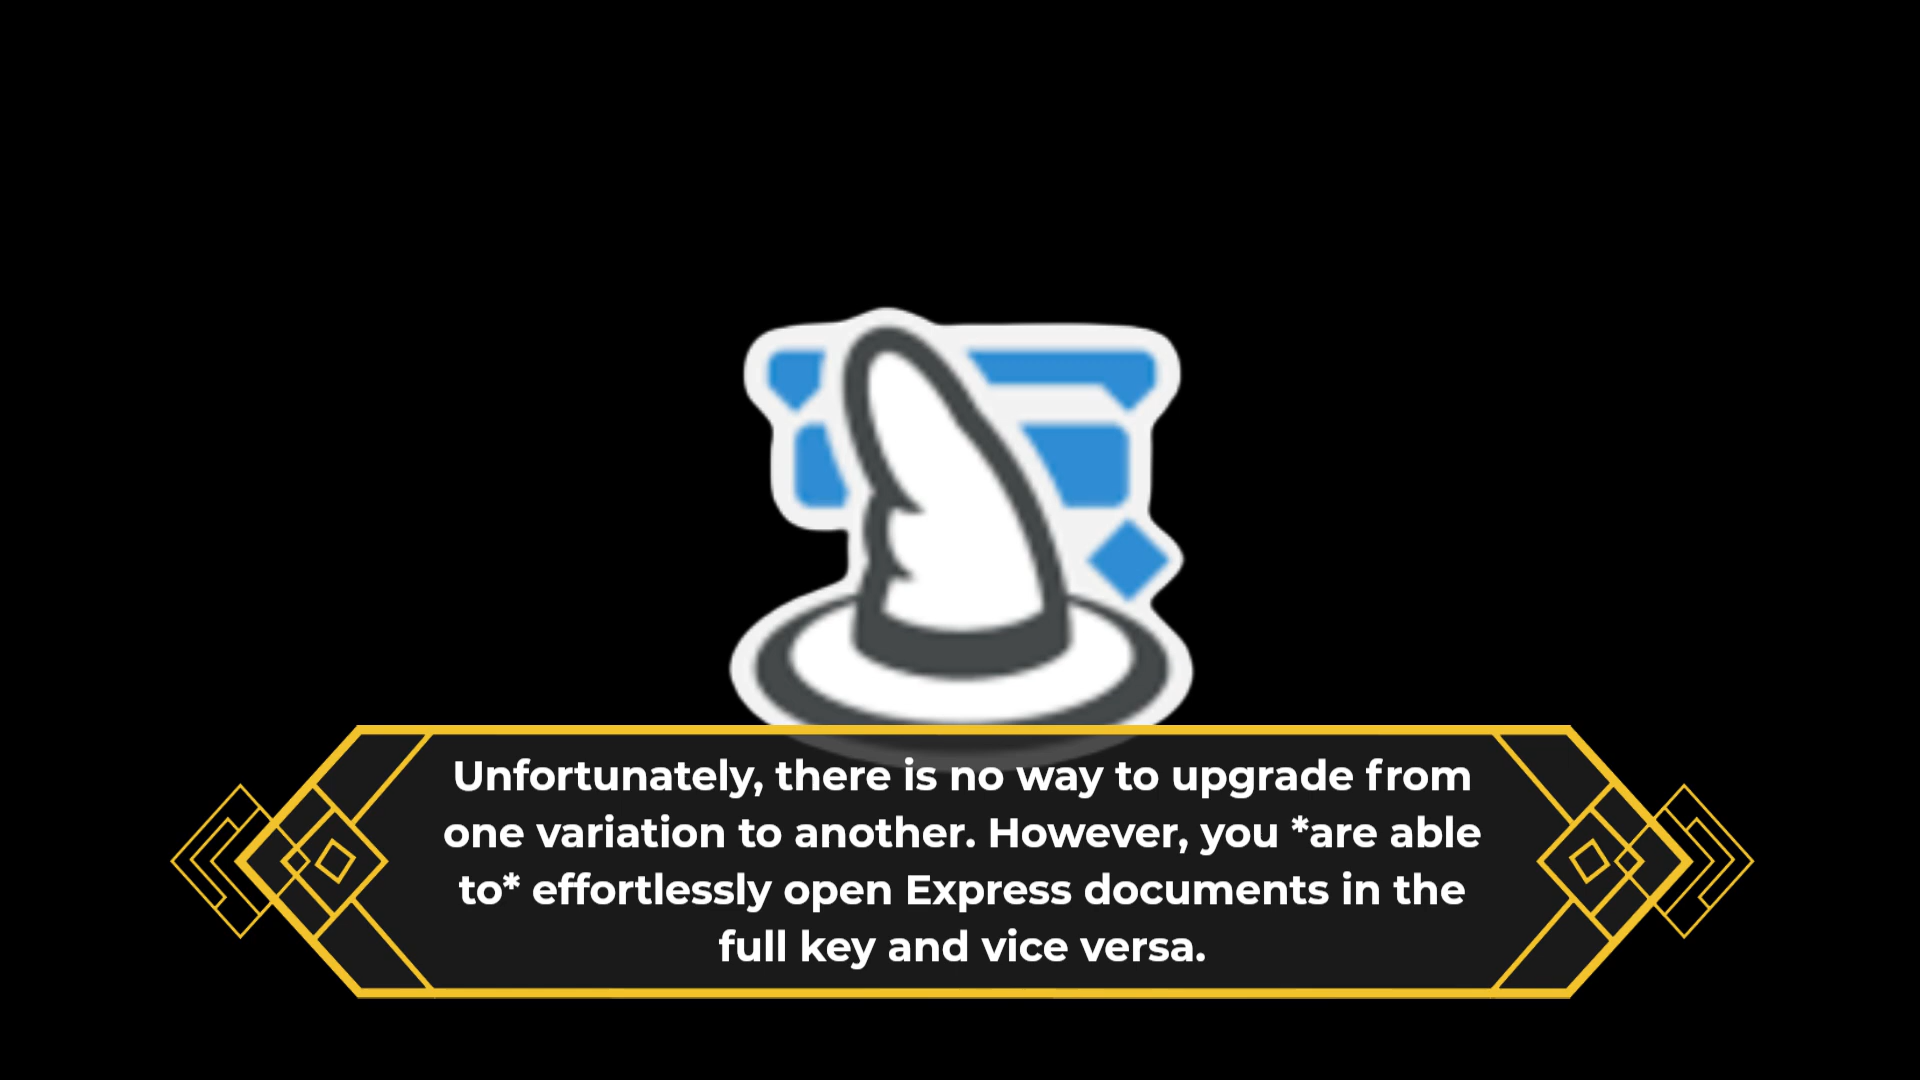 Unfortunately, there is no way to upgrade from
one variation to another. However, you *are able
to* effortlessly open Express documents in the
full key and vice versa.